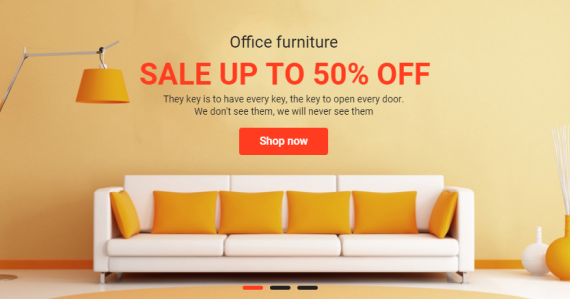 Office furniture
SALE UP TO 50% OFF
They key is to have every key, the key to open every door.
We don't see them, we will never see them
Shop now